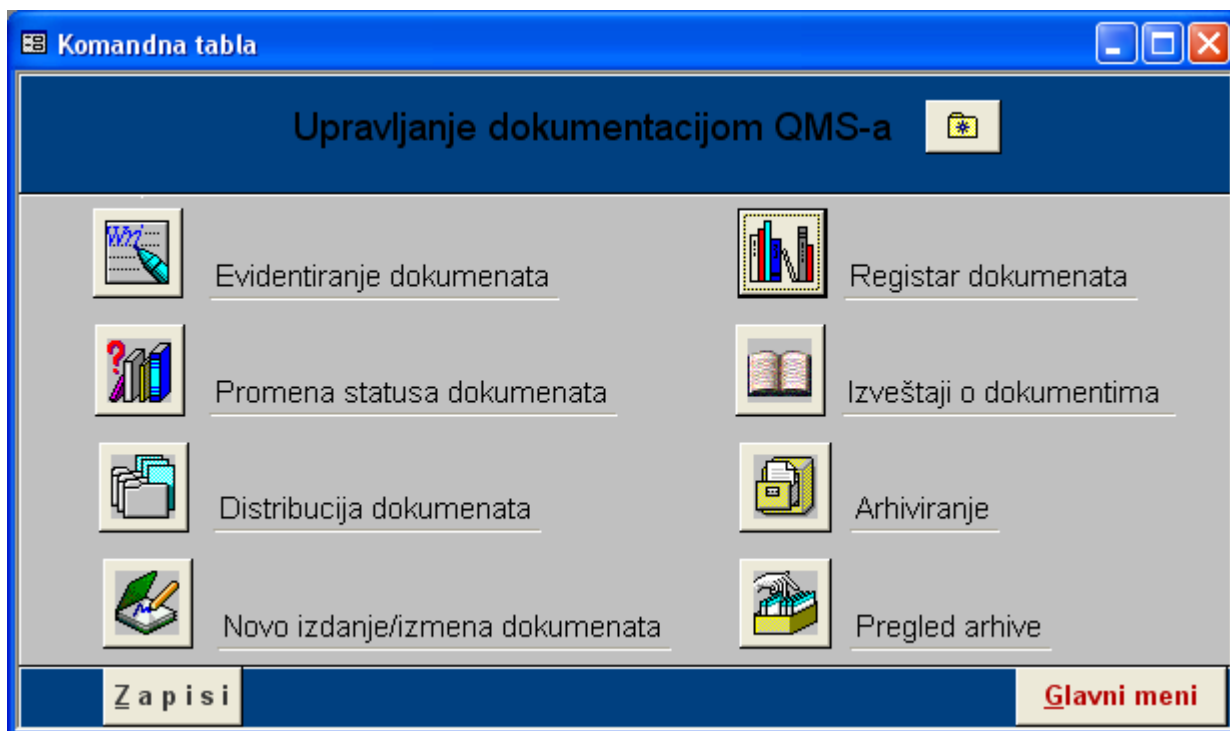 Komandna tabla
Upravljanje dokumentacijom QMS-a
Wri
Evidentiranje dokumenata
Registar dokumenata
?
Promena statusa dokumenata
Izveštaji o dokumentima
Distribucija dokumenata
Arhiviranje
Novo izdanje/izmena dokumenata
Pregled arhive
Zapisi
Glavni meni